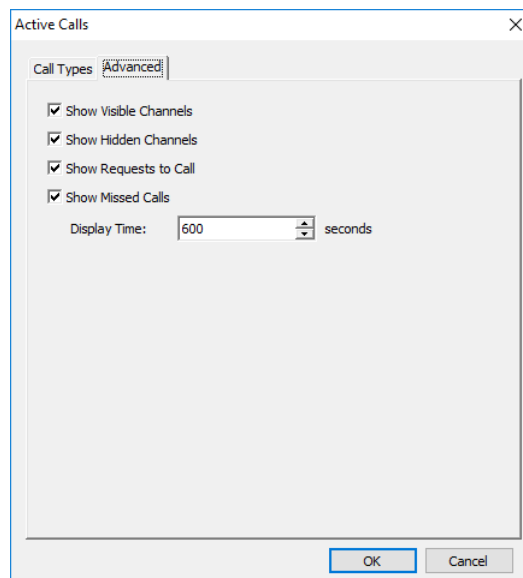 Active Calls
Call Types Advanced
Show Visible Channels
Show Hidden Channels
Show Requests to Call
Show Missed Calls
Display Time: 600 seconds
OK Cancel